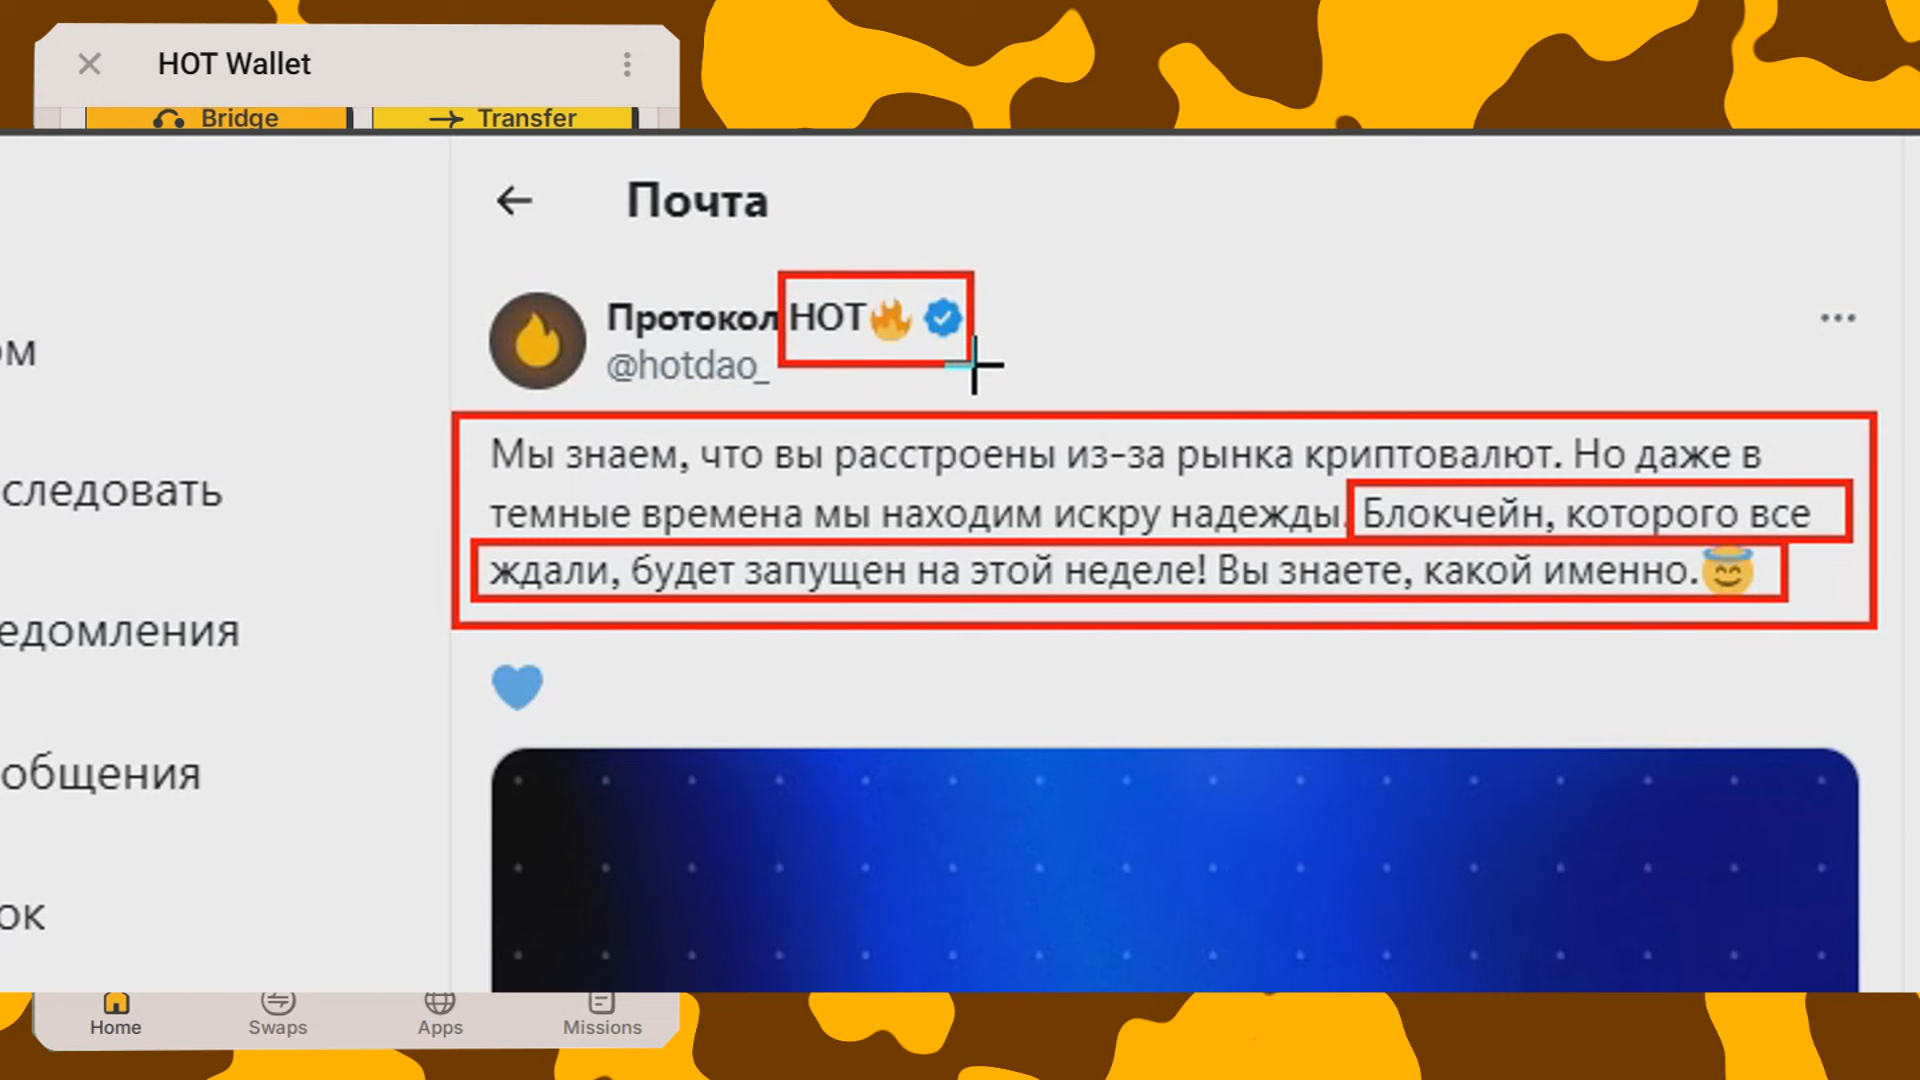 HOT Wallet
Bridge
Transfer
Почта
Протокол HOT🔥
@hotdao_
ом
следовать
едомления
общения
ок
Мы знаем, что вы расстроены из-за рынка криптовалют. Но даже в
темные времена мы находим искру надежды. Блокчейн, которого все
ждали, будет запущен на этой неделе! Вы знаете, какой именно.😇
💙
Home
Swaps
Apps
Missions